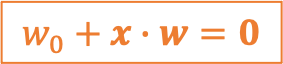 w₀ + x · w = 0